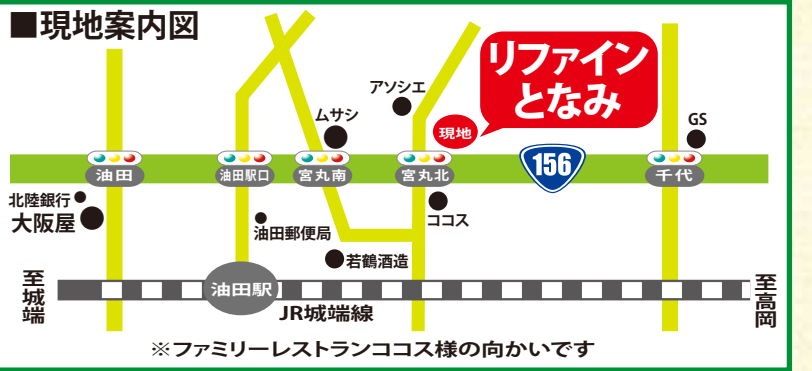 ■現地案内図
リファイン
となみ
アソシエ
ムサシ
現地
GS
油田
油田駅口
宮丸南
宮丸北
156
千代
北陸銀行
大阪屋
油田郵便局
ココス
若鶴酒造
至城端
油田駅
JR城端線
至高岡
※ファミリーレストランココス様の向かいです